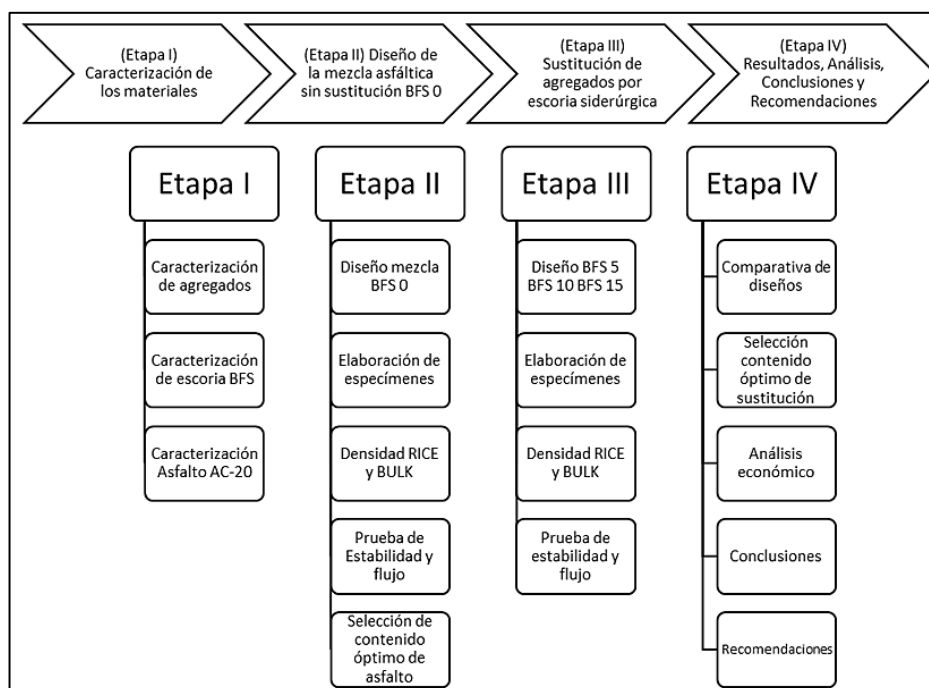 (Etapa I)
Caracterización de
los materiales
(Etapa II) Diseño de
la mezcla asfáltica
sin sustitución BFS 0
(Etapa III)
Sustitución de
agregados por
escoria siderúrgica
(Etapa IV)
Resultados, Análisis,
Conclusiones y
Recomendaciones
Etapa I
Caracterización
de agregados
Caracterización
de escoria BFS
Caracterización
Asfalto AC-20
Etapa II
Diseño mezcla
BFS 0
Elaboración de
especímenes
Densidad RICE
y BULK
Prueba de
Estabilidad y
flujo
Selección de
contenido
óptimo de
asfalto
Etapa III
Diseño BFS 5
BFS 10 BFS 15
Elaboración de
especímenes
Densidad RICE
y BULK
Prueba de
estabilidad y
flujo
Etapa IV
Comparativa de
diseños
Selección
contenido
óptimo de
sustitución
Análisis
económico
Conclusiones
Recomendaciones